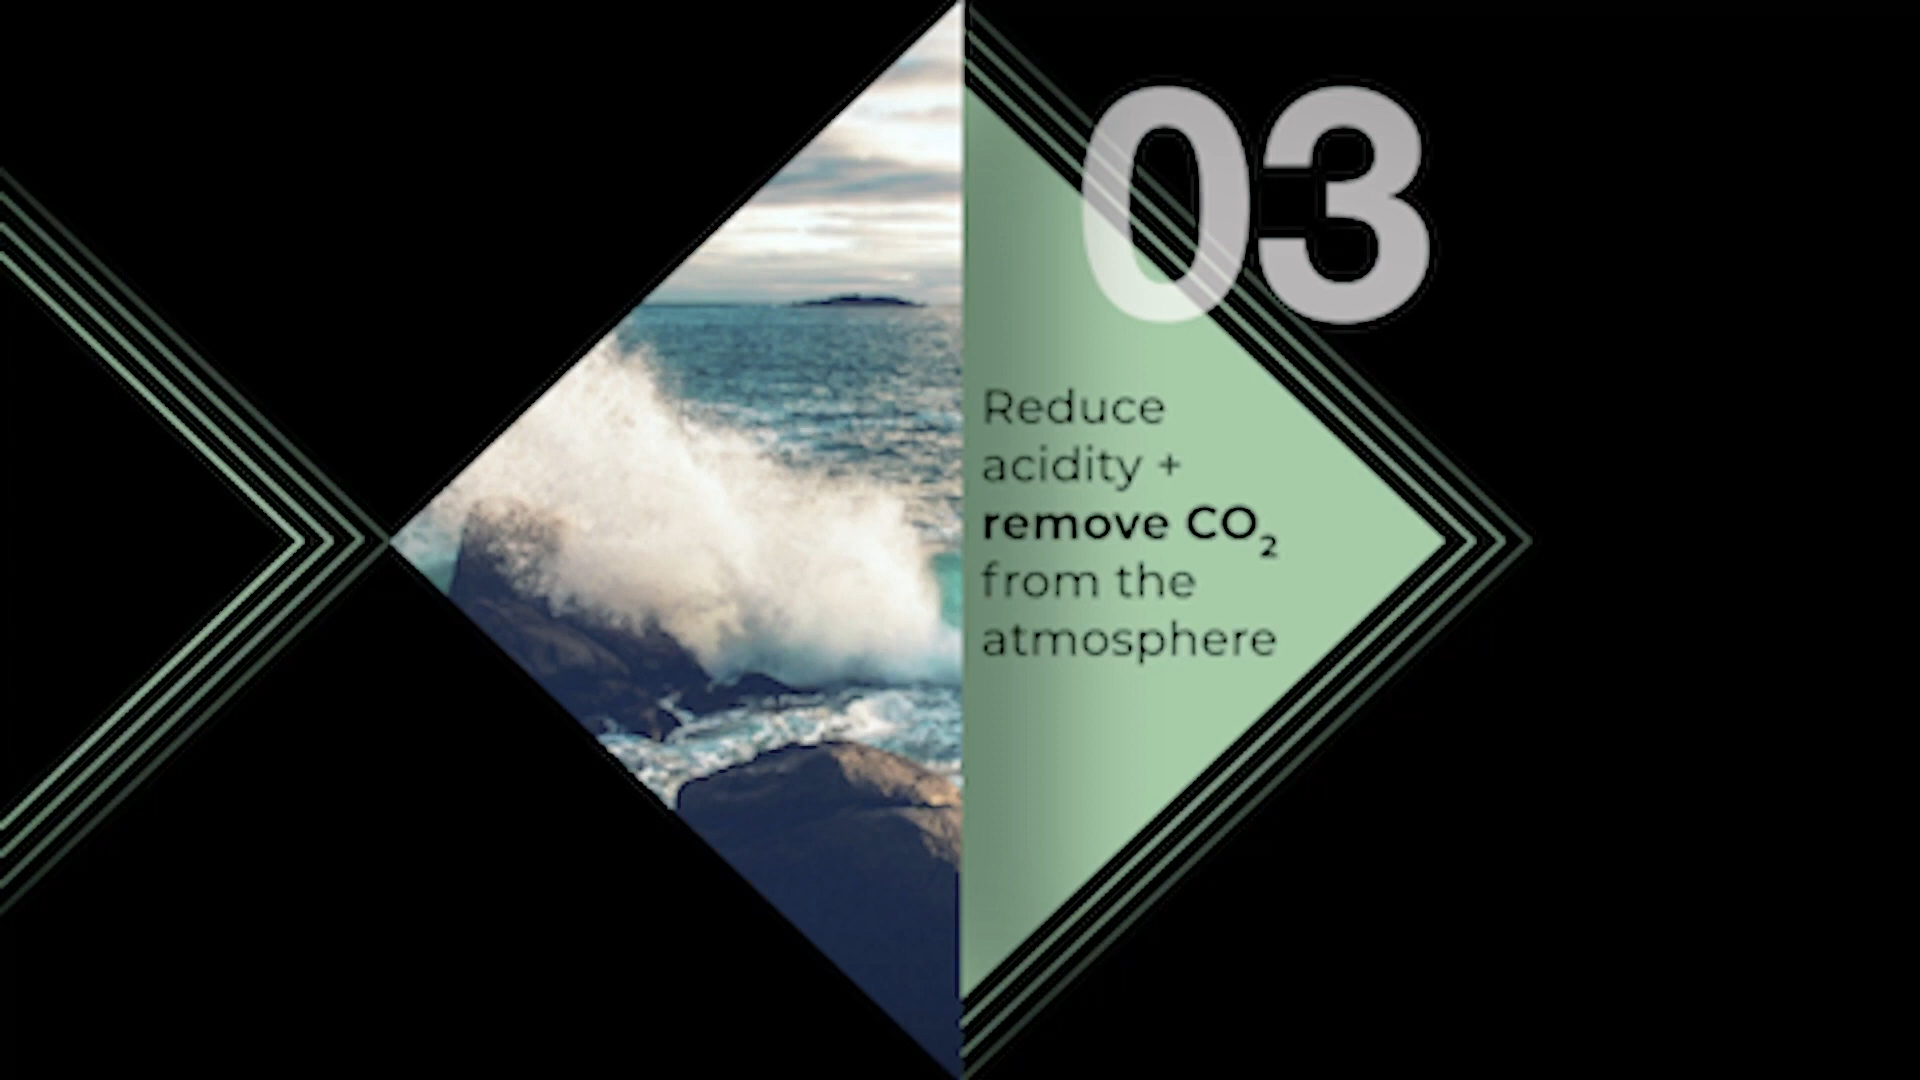 03
Reduce
acidity +
remove CO₂
from the
atmosphere